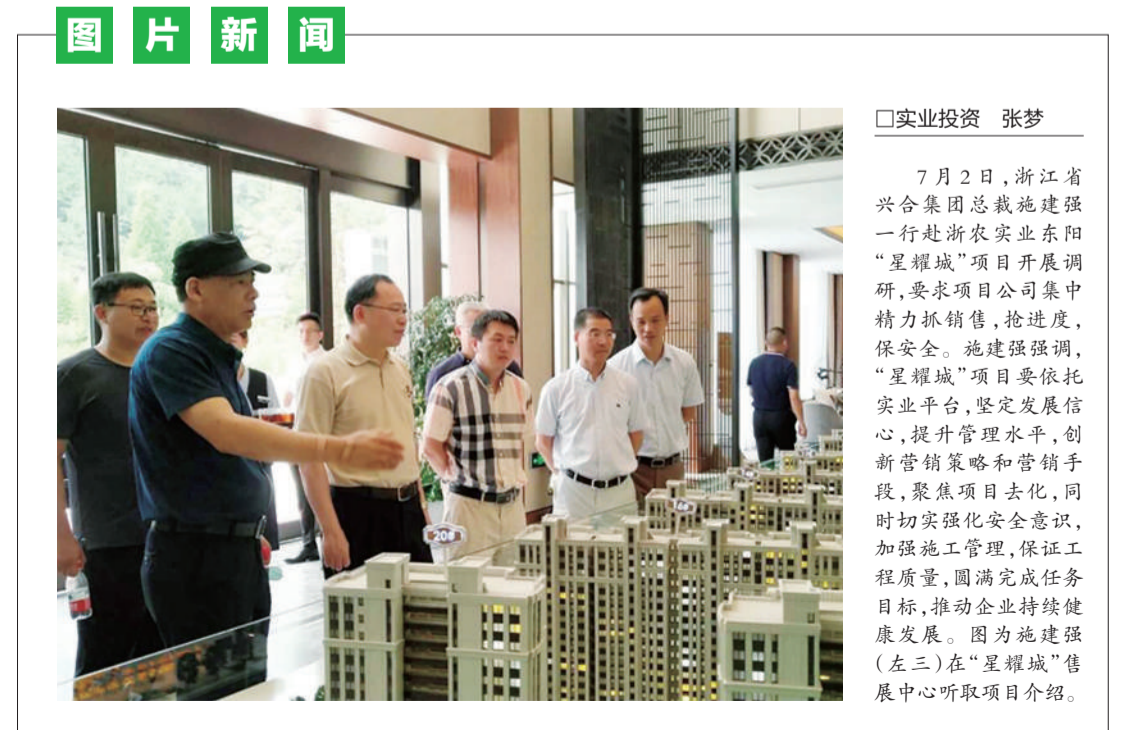 图片新闻
□实业投资 张梦
7月2日,浙江省
兴合集团总裁施建强
一行赴浙农实业东阳
“星耀城”项目开展调
研,要求项目公司集中
精力抓销售,抢进度,
保安全。施建强强调,
“星耀城”项目要依托
实业平台,坚定发展信
心,提升管理水平,创
新营销策略和营销手
段,聚焦项目去化,同
时切实强化安全意识,
加强施工管理,保证工
程质量,圆满完成任务
目标,推动企业持续健
康发展。图为施建强
(左三)在“星耀城”售
展中心听取项目介绍。
20#
6#